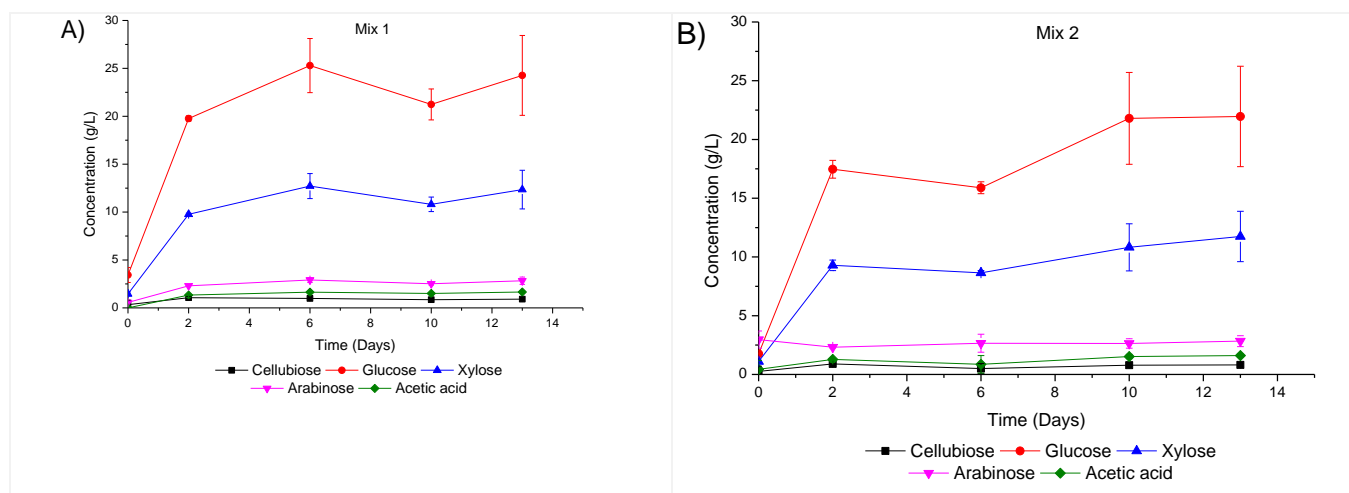 A)
Mix 1
30
25
20
15
10
5
0
Concentration (g/L)
0 2 4 6 8 10 12 14
Time (Days)
Cellubiose Glucose Xylose
Arabinose Acetic acid
B)
Mix 2
30
25
20
15
10
5
0
Concentration (g/L)
0 2 4 6 8 10 12 14
Time (Days)
Cellubiose Glucose Xylose
Arabinose Acetic acid